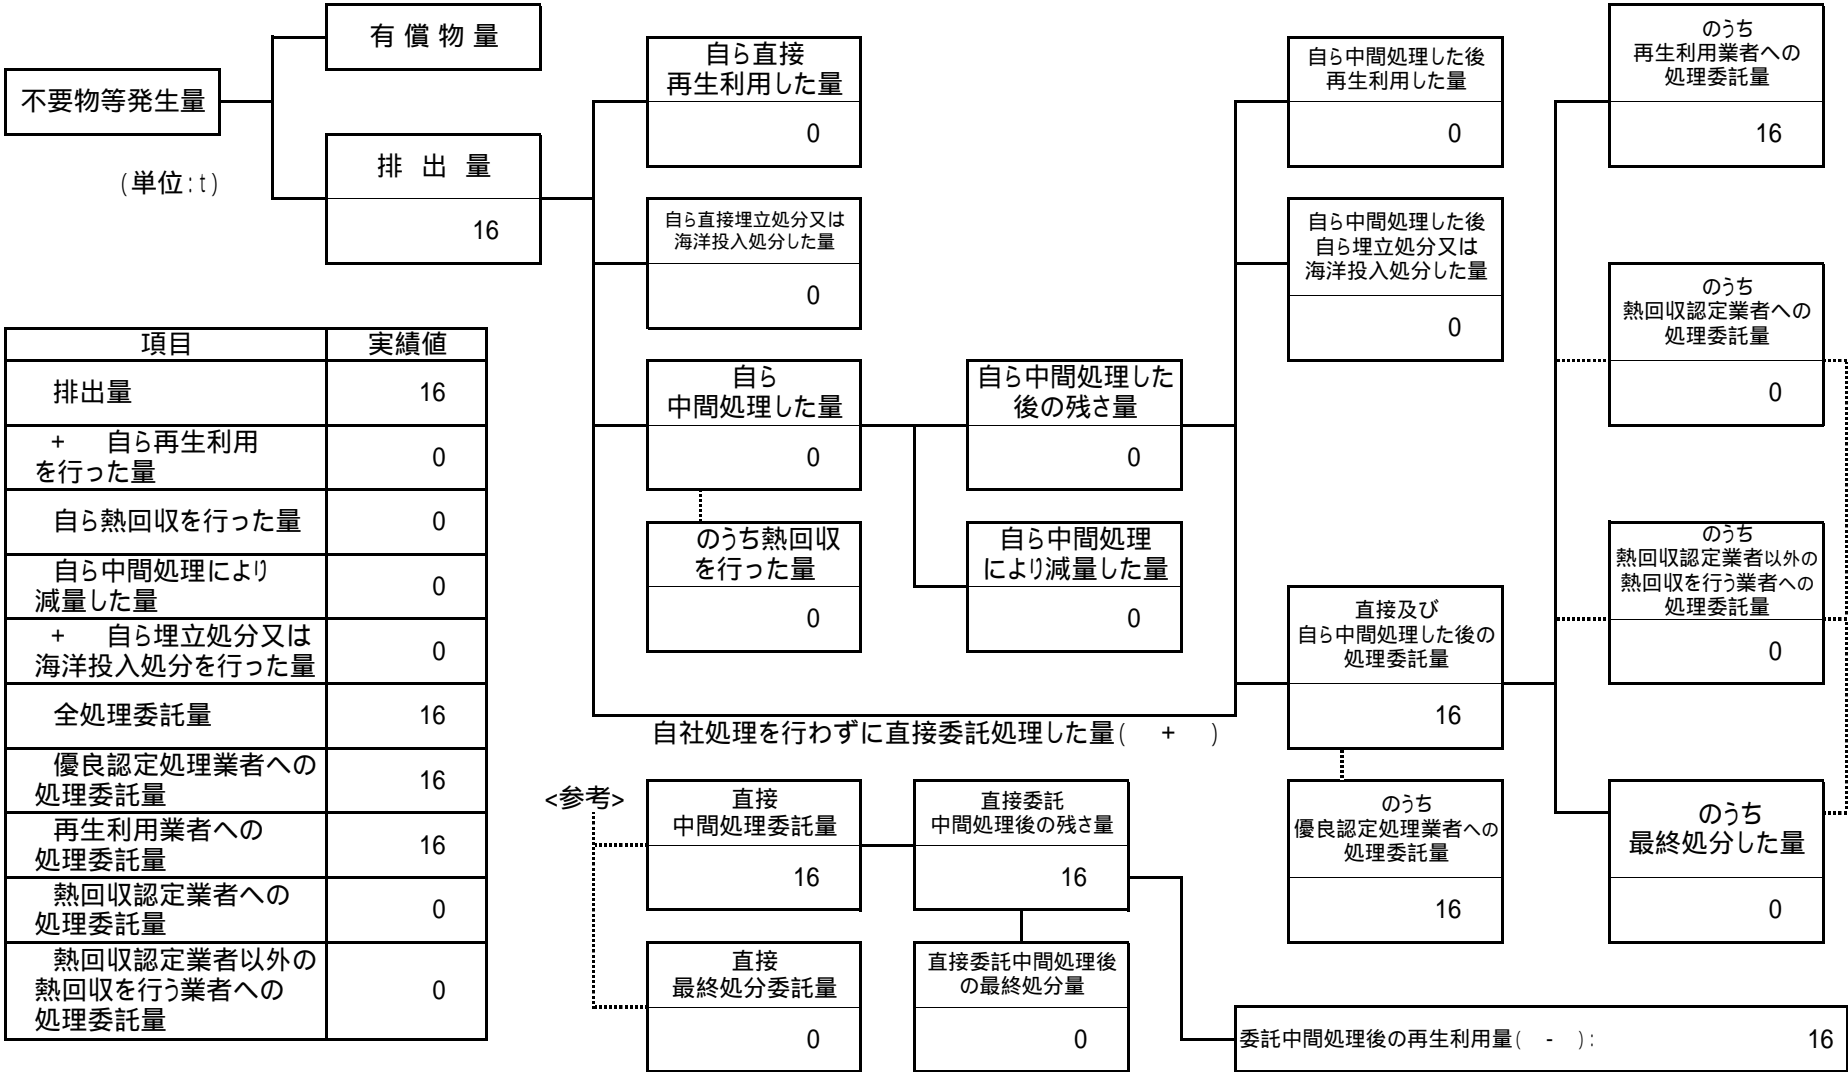 不要物等発生量
(単位:t)
有償物量
排出量
16
自ら直接
再生利用した量
0
自ら直接埋立処分又は
海洋投入処分した量
0
自ら
中間処理した量
0
のうち熱回収
を行った量
0
自ら中間処理した
後の残さ量
0
自ら中間処理
により減量した量
0
自社処理を行わずに直接委託処理した量( + )
自ら中間処理した後
再生利用した量
0
自ら中間処理した後
自ら埋立処分又は
海洋投入処分した量
0
直接及び
自ら中間処理した後の
処理委託量
16
のうち
優良認定処理業者への
処理委託量
16
のうち
再生利用業者への
処理委託量
16
のうち
熱回収認定業者への
処理委託量
0
のうち
熱回収認定業者以外の
熱回収を行う業者への
処理委託量
0
のうち
最終処分した量
0
項目 実績値
排出量 16
+ 自ら再生利用
を行った量 0
自ら熱回収を行った量 0
自ら中間処理により
減量した量 0
+ 自ら埋立処分又は
海洋投入処分を行った量 0
全処理委託量 16
優良認定処理業者への
処理委託量 16
再生利用業者への
処理委託量 16
熱回収認定業者への
処理委託量 0
熱回収認定業者以外の
熱回収を行う業者への
処理委託量 0
<参考>
直接
中間処理委託量
16
直接委託
中間処理後の残さ量
16
直接
最終処分委託量
0
直接委託中間処理後
の最終処分量
0
委託中間処理後の再生利用量( - ): 16